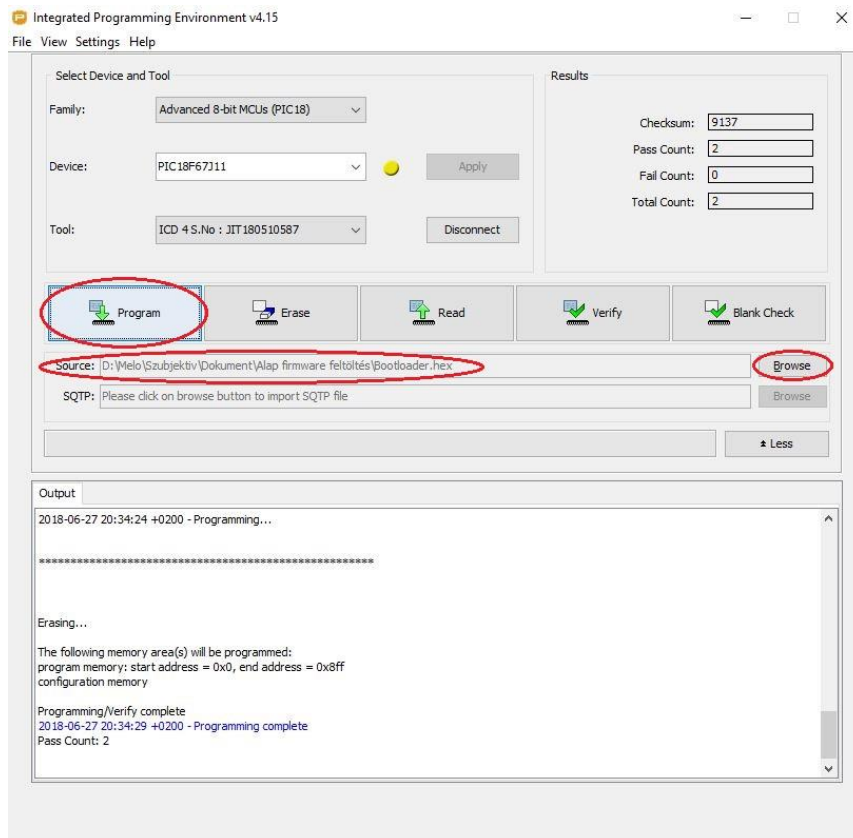 Integrated Programming Environment v4.15
File View Settings Help
Select Device and Tool
Family: Advanced 8-bit MCUs (PIC18)
Device: PIC18F67J11 Apply
Tool: ICD 4 S.No : JIT180510587 Disconnect
Results
Checksum: 9137
Pass Count: 2
Fail Count: 0
Total Count: 2
Program Erase Read Verify Blank Check
Source: D:\Melo\Szubjektiv\Dokument\Alap firmware feltöltés\Bootloader.hex Browse
SQTP: Please click on browse button to import SQTP file Browse
Less
Output
2018-06-27 20:34:24 +0200 - Programming...
*****************************************************
Erasing...
The following memory area(s) will be programmed:
program memory: start address = 0x0, end address = 0x8ff
configuration memory
Programming/Verify complete
2018-06-27 20:34:29 +0200 - Programming complete
Pass Count: 2